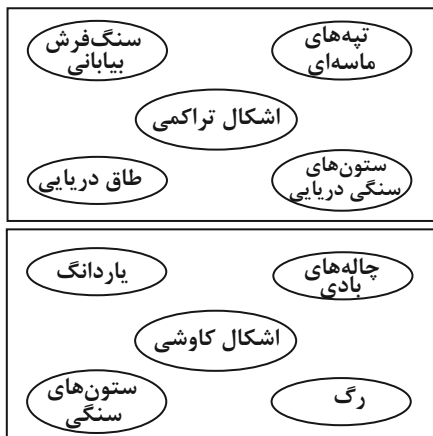 تپه‌های
ماسه‌ای
سنگ‌فرش
بیابانی
اشکال تراکمی
ستون‌های
سنگی دریایی
طاق دریایی
چاله‌های
بادی
یاردانگ
اشکال کاوشی
رگ
ستون‌های
سنگی